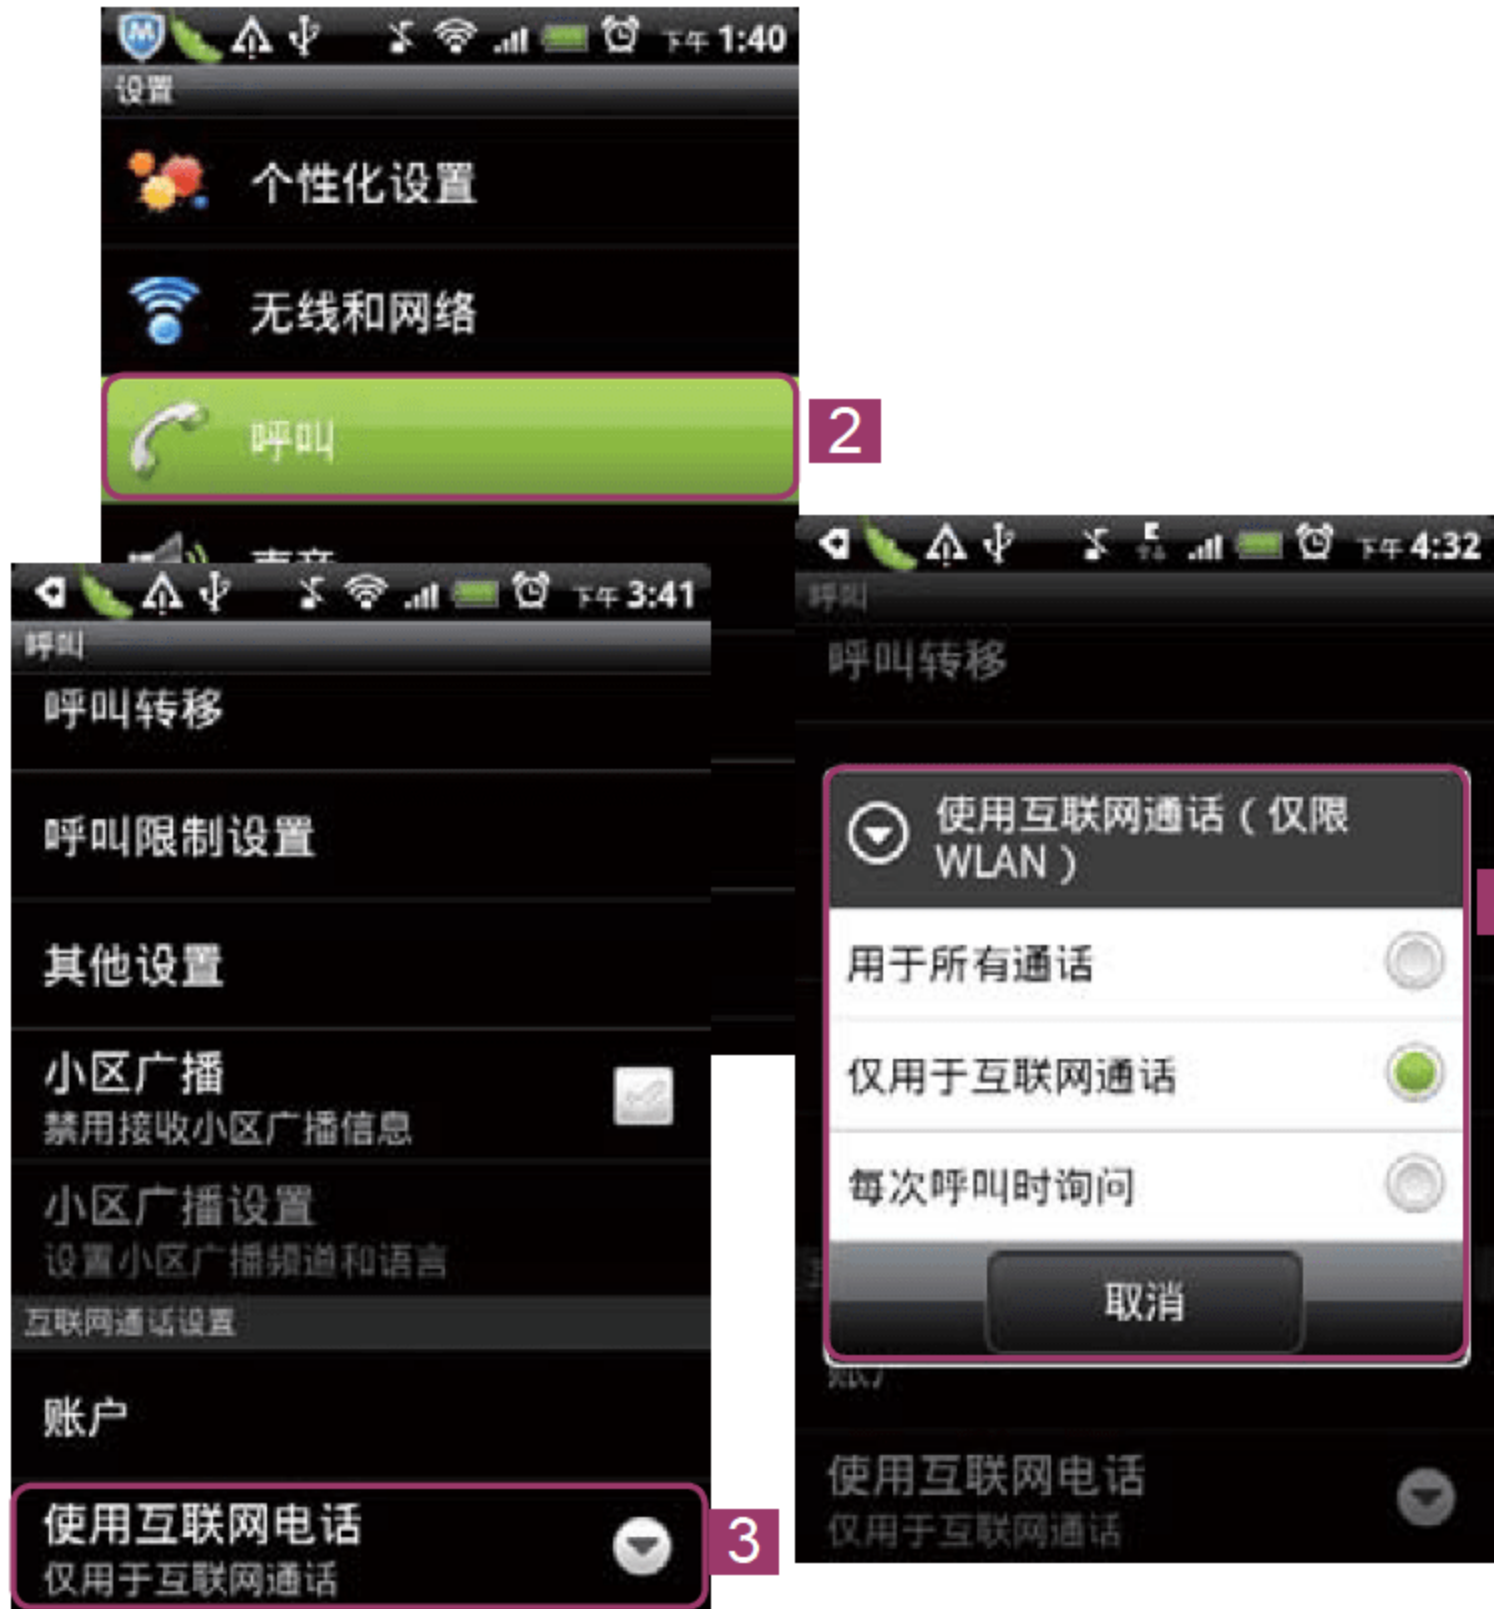 下午 1:40
设置
个性化设置
无线和网络
呼叫
2
声音
下午 3:41
呼叫
呼叫转移
呼叫限制设置
其他设置
小区广播
禁用接收小区广播信息
小区广播设置
设置小区广播频道和语言
互联网通话设置
账户
使用互联网电话
仅用于互联网通话
3
下午 4:32
呼叫
呼叫转移
使用互联网通话（仅限
WLAN）
用于所有通话
仅用于互联网通话
每次呼叫时询问
取消
账户
使用互联网电话
仅用于互联网通话